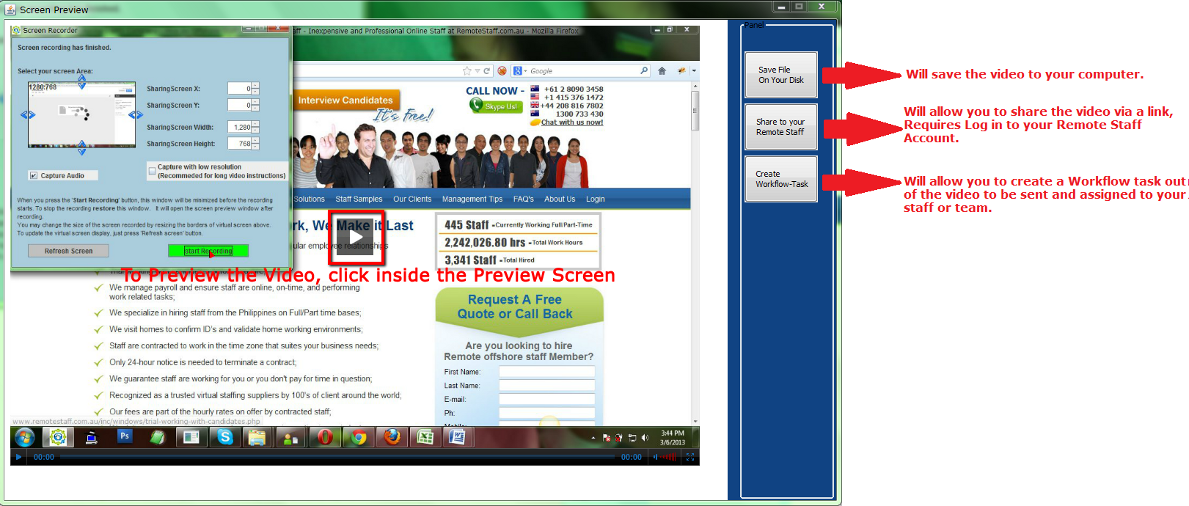 Screen Preview
Screen Recorder
Screen recording has finished.
Select your screen Area:
1280:768
Sharing Screen X: 0
Sharing Screen Y: 0
Sharing Screen Width: 1,280
Sharing Screen Height: 768
Capture Audio
Capture with low resolution
(Recommeded for long video instructions)
When you press the 'Start Recording' button, this window will be minimized before the recording
starts. To stop the recording restore this window. It will open the screen preview window after
recording.
You may change the size of the screen recorded by resizing the borders of virtual screen above.
To update the virtual screen display, just press 'Refresh screen' button.
Refresh Screen
Start Recording
aff - Inexpensive and Professional Online Staff at RemoteStaff.com.au - Mozilla Firefox
Google
Interview Candidates
It's Free!
CALL NOW -
Skype Us!
+61 2 8090 3458
+1 415 376 1472
+44 208 816 7802
1300 733 430
Chat with us now!
Solutions
Staff Samples
Our Clients
Management Tips
FAQ's
About Us
Login
k, We Make it Last
gular employee relationships
445 Staff - Currently Working Full/Part-Time
2,242,026.80 hrs - Total Work Hours
3,341 Staff - Total Hired
To Preview the Video, click inside the Preview Screen
We manage payroll and ensure staff are online, on-time, and performing
work related tasks;
We specialize in hiring staff from the Philippines on Full/Part time bases;
We visit homes to confirm ID's and validate home working environments;
Staff are contracted to work in the time zone that suites your business needs;
Only 24-hour notice is needed to terminate a contract;
We guarantee staff are working for you or you don't pay for time in question;
Recognized as a trusted virtual staffing suppliers by 100's of client around the world;
Our fees are part of the hourly rates on offer by contracted staff;
www.remotestaff.com.au/inc/windows/trial-working-with-candidates.php
Request A Free
Quote or Call Back
Are you looking to hire
Remote offshore staff Member?
First Name:
Last Name:
E-mail:
Ph:
Mobile:
Ps
3:44 PM
3/6/2013
00:00
00:00
Panel
Save File
On Your Disk
Share to your
Remote Staff
Create
Workflow-Task
Will save the video to your computer.
Will allow you to share the video via a link,
Requires Log in to your Remote Staff
Account.
Will allow you to create a Workflow task out
of the video to be sent and assigned to your
staff or team.